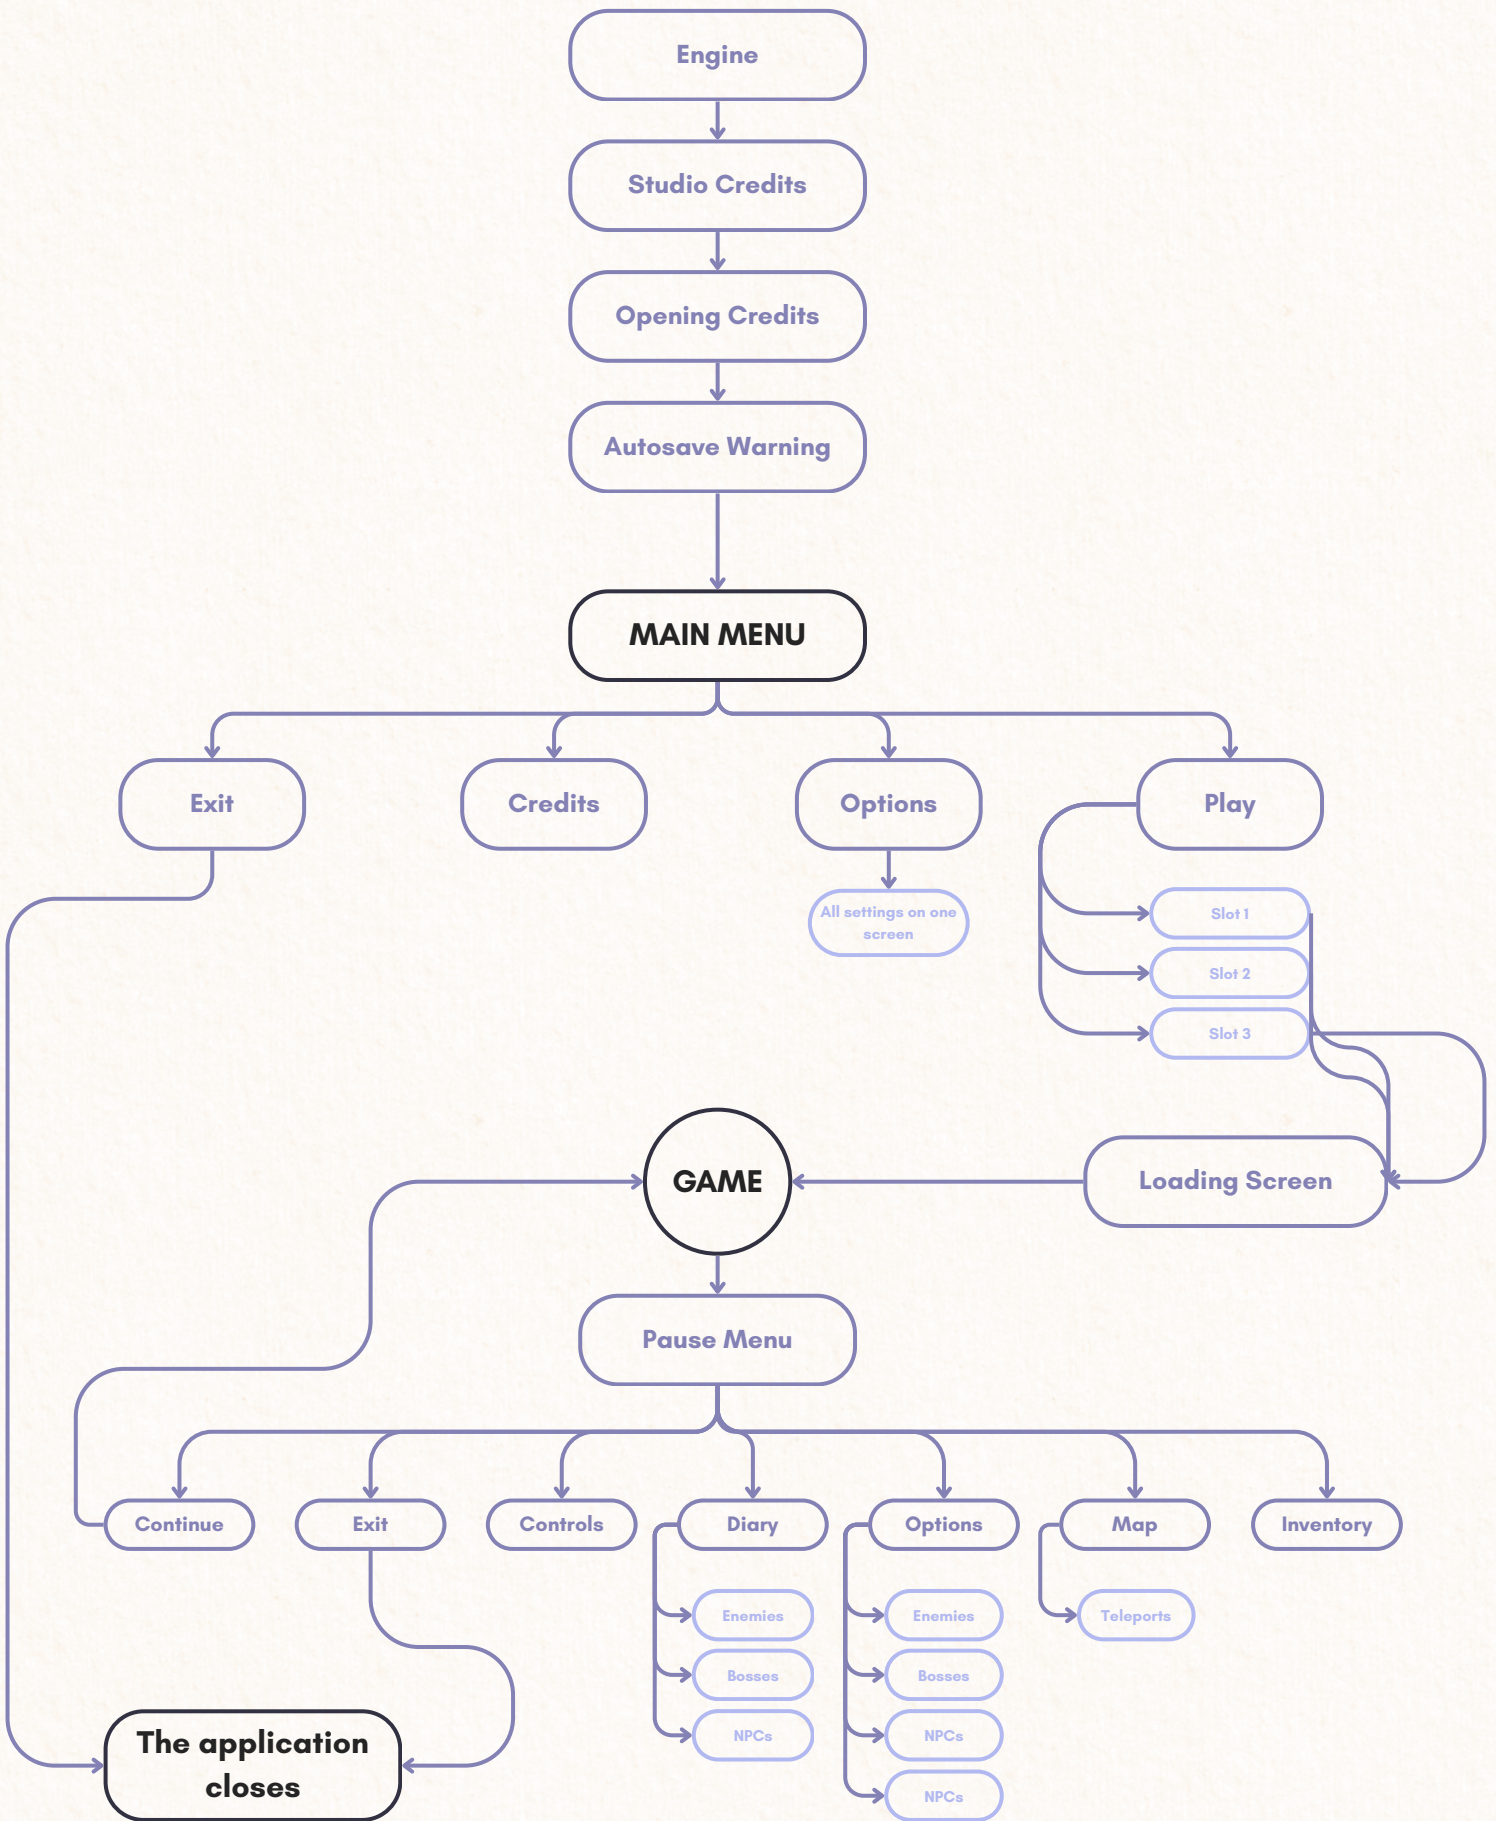 Engine
Studio Credits
Opening Credits
Autosave Warning
MAIN MENU
Exit
Credits
Options
Play
All settings on one
screen
Slot 1
Slot 2
Slot 3
GAME
Loading Screen
Pause Menu
Continue
Exit
Controls
Diary
Options
Map
Inventory
Enemies
Bosses
NPCs
Enemies
Bosses
NPCs
NPCs
Teleports
The application
closes